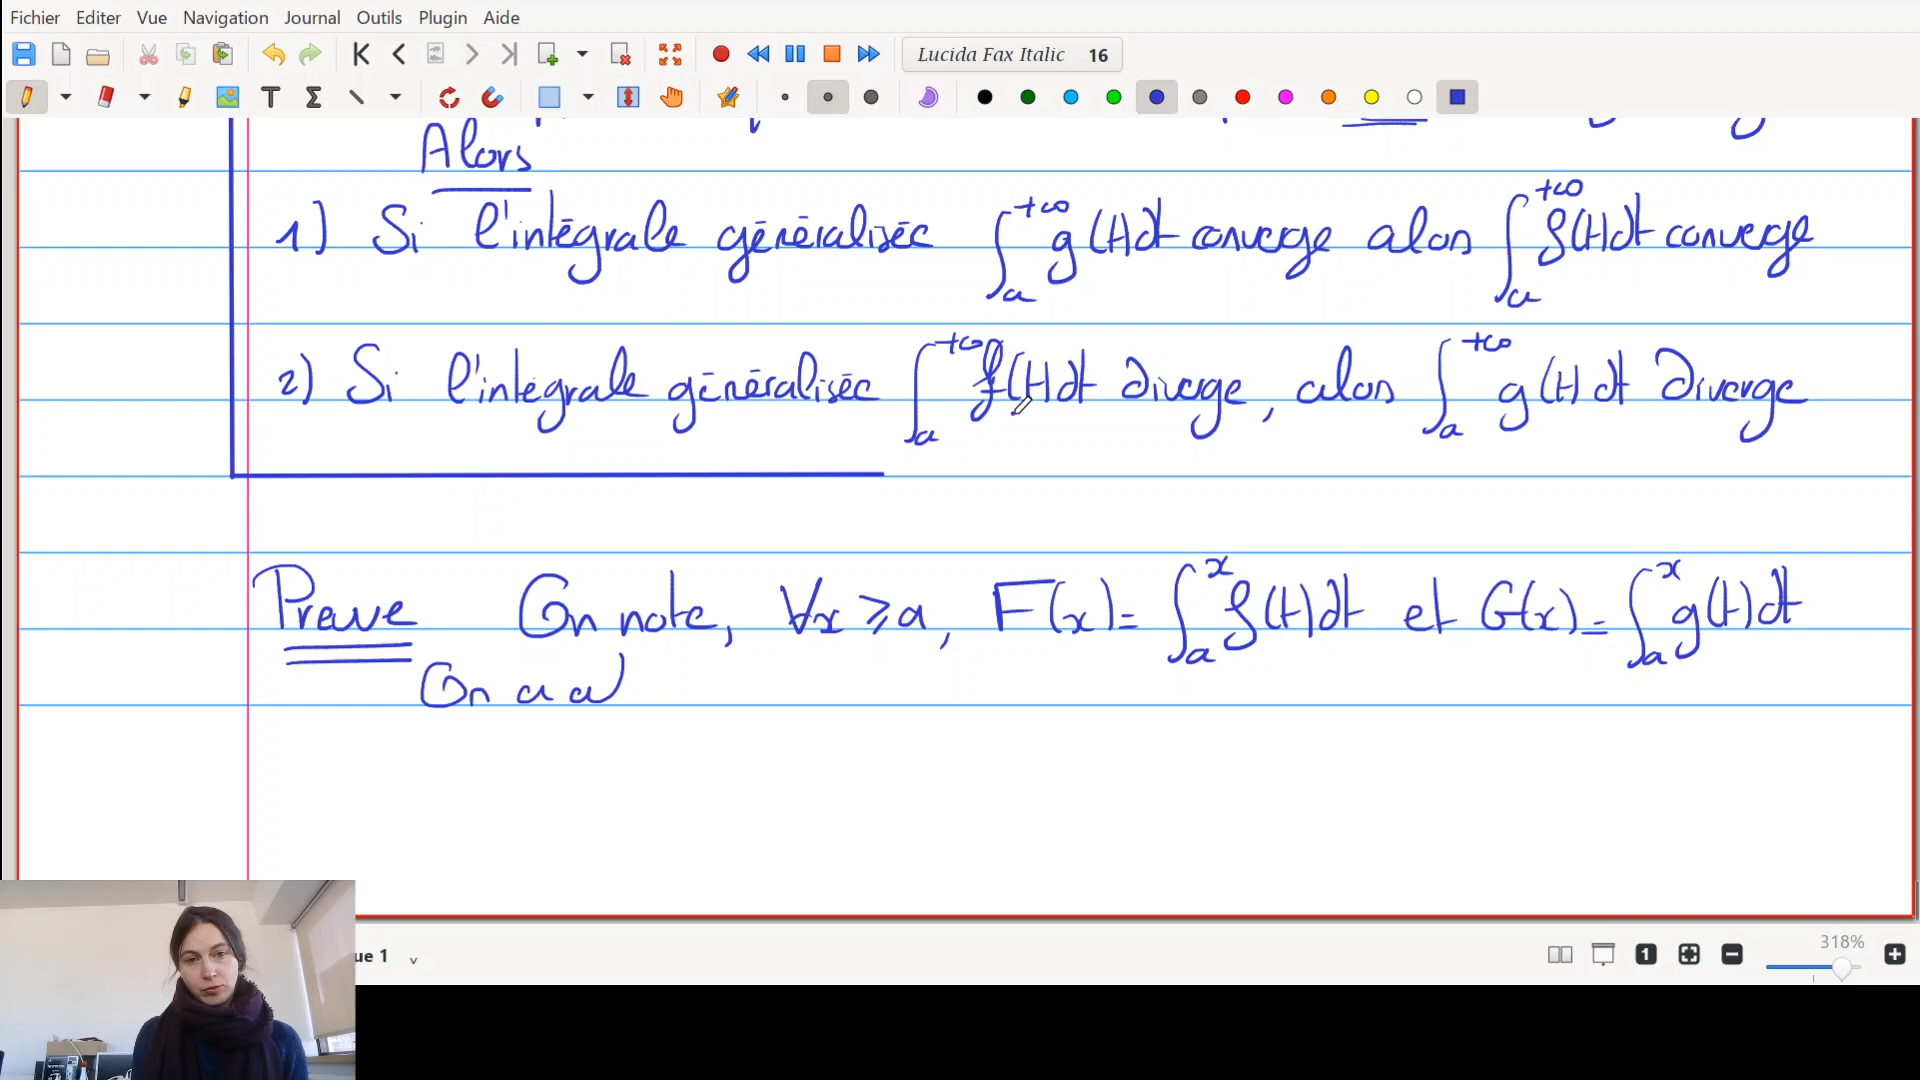 Fichier Editer Vue Navigation Journal Outils Plugin Aide
Lucida Fax Italic 16
Alors
1) Si l'intégrale généralisée ∫_a^{+∞} g(t)dt converge alors ∫_a^{+∞} f(t)dt converge
2) Si l'intégrale généralisée ∫_a^{+∞} f(t)dt diverge, alors ∫_a^{+∞} g(t)dt diverge
Preuve On note, ∀x ⩾ a, F(x) = ∫_a^x f(t)dt et G(x) = ∫_a^x g(t)dt
On a
ue 1
1
318%